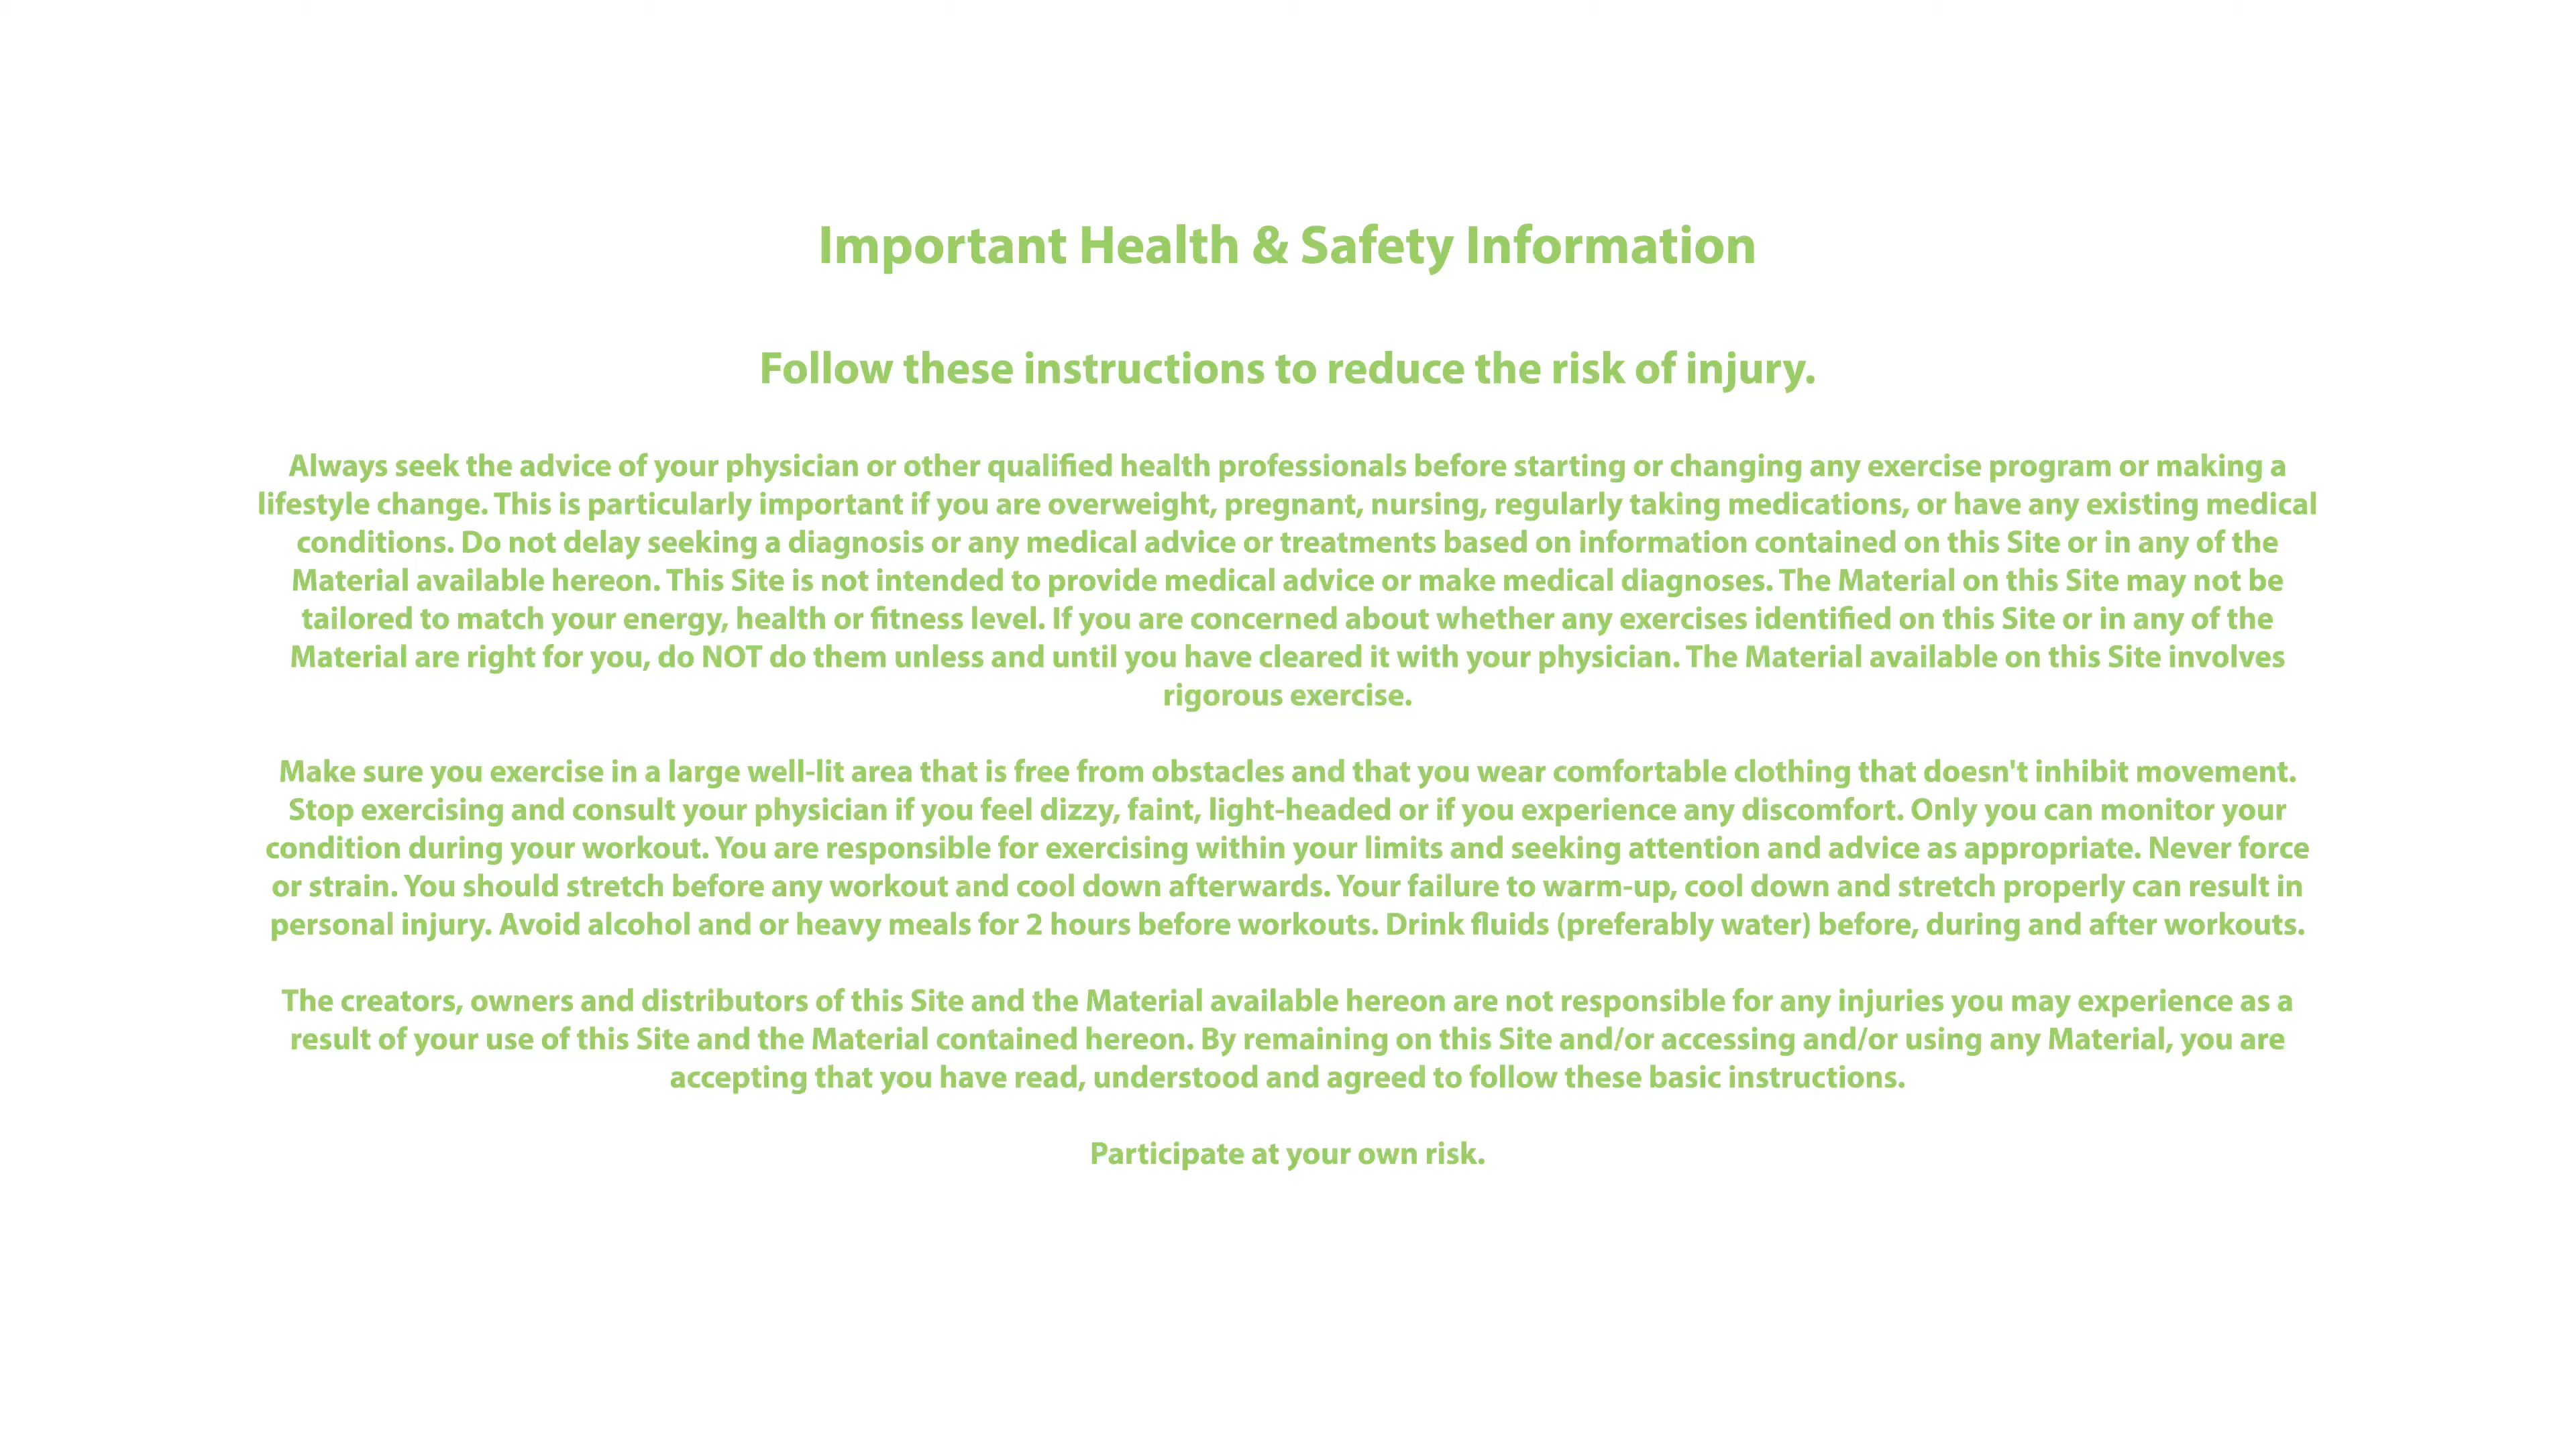 Important Health & Safety Information
Follow these instructions to reduce the risk of injury.
Always seek the advice of your physician or other qualified health professionals before starting or changing any exercise program or making a
lifestyle change. This is particularly important if you are overweight, pregnant, nursing, regularly taking medications, or have any existing medical
conditions. Do not delay seeking a diagnosis or any medical advice or treatments based on information contained on this Site or in any of the
Material available hereon. This Site is not intended to provide medical advice or make medical diagnoses. The Material on this Site may not be
tailored to match your energy, health or fitness level. If you are concerned about whether any exercises identified on this Site or in any of the
Material are right for you, do NOT do them unless and until you have cleared it with your physician. The Material available on this Site involves
rigorous exercise.
Make sure you exercise in a large well-lit area that is free from obstacles and that you wear comfortable clothing that doesn't inhibit movement.
Stop exercising and consult your physician if you feel dizzy, faint, light-headed or if you experience any discomfort. Only you can monitor your
condition during your workout. You are responsible for exercising within your limits and seeking attention and advice as appropriate. Never force
or strain. You should stretch before any workout and cool down afterwards. Your failure to warm-up, cool down and stretch properly can result in
personal injury. Avoid alcohol and or heavy meals for 2 hours before workouts. Drink fluids (preferably water) before, during and after workouts.
The creators, owners and distributors of this Site and the Material available hereon are not responsible for any injuries you may experience as a
result of your use of this Site and the Material contained hereon. By remaining on this Site and/or accessing and/or using any Material, you are
accepting that you have read, understood and agreed to follow these basic instructions.
Participate at your own risk.